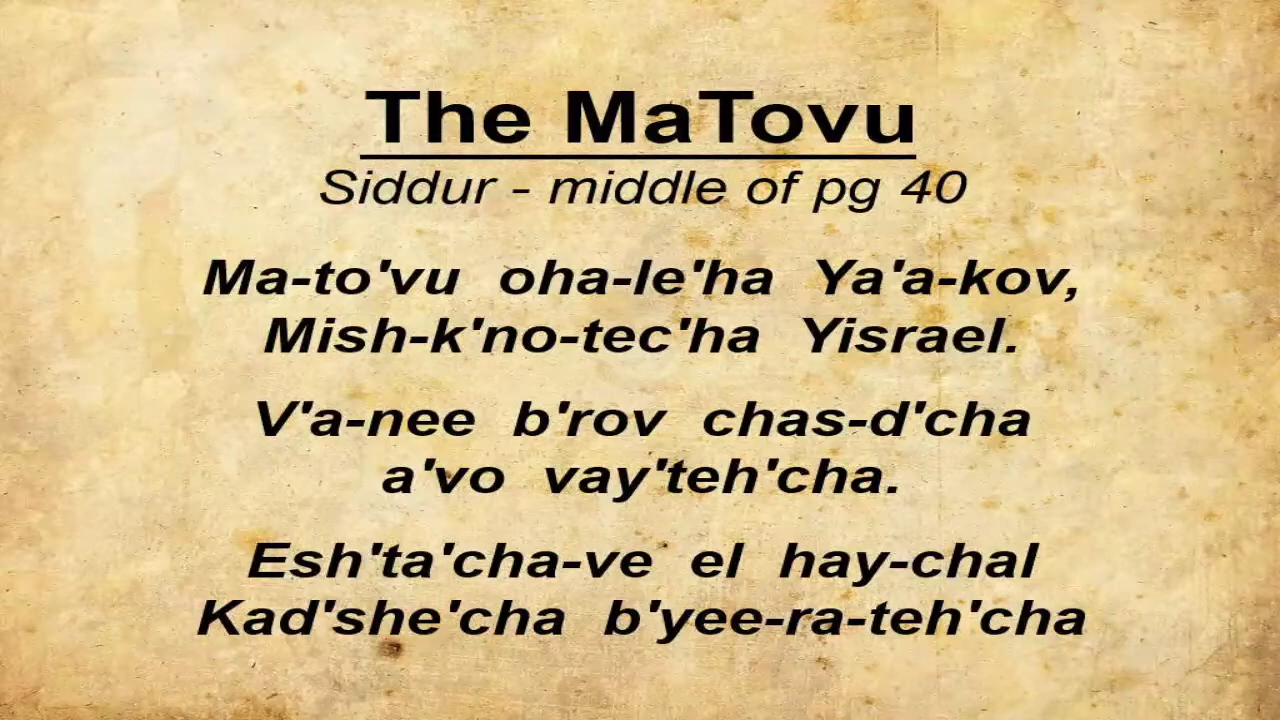 The MaTovu
Siddur - middle of pg 40
Ma-to'vu oha-le'ha Ya'a-kov,
Mish-k'no-tec'ha Yisrael.
V'a-nee b'rov chas-d'cha
a'vo vay'teh'cha.
Esh'ta'cha-ve el hay-chal
Kad'she'cha b'yee-ra-teh'cha